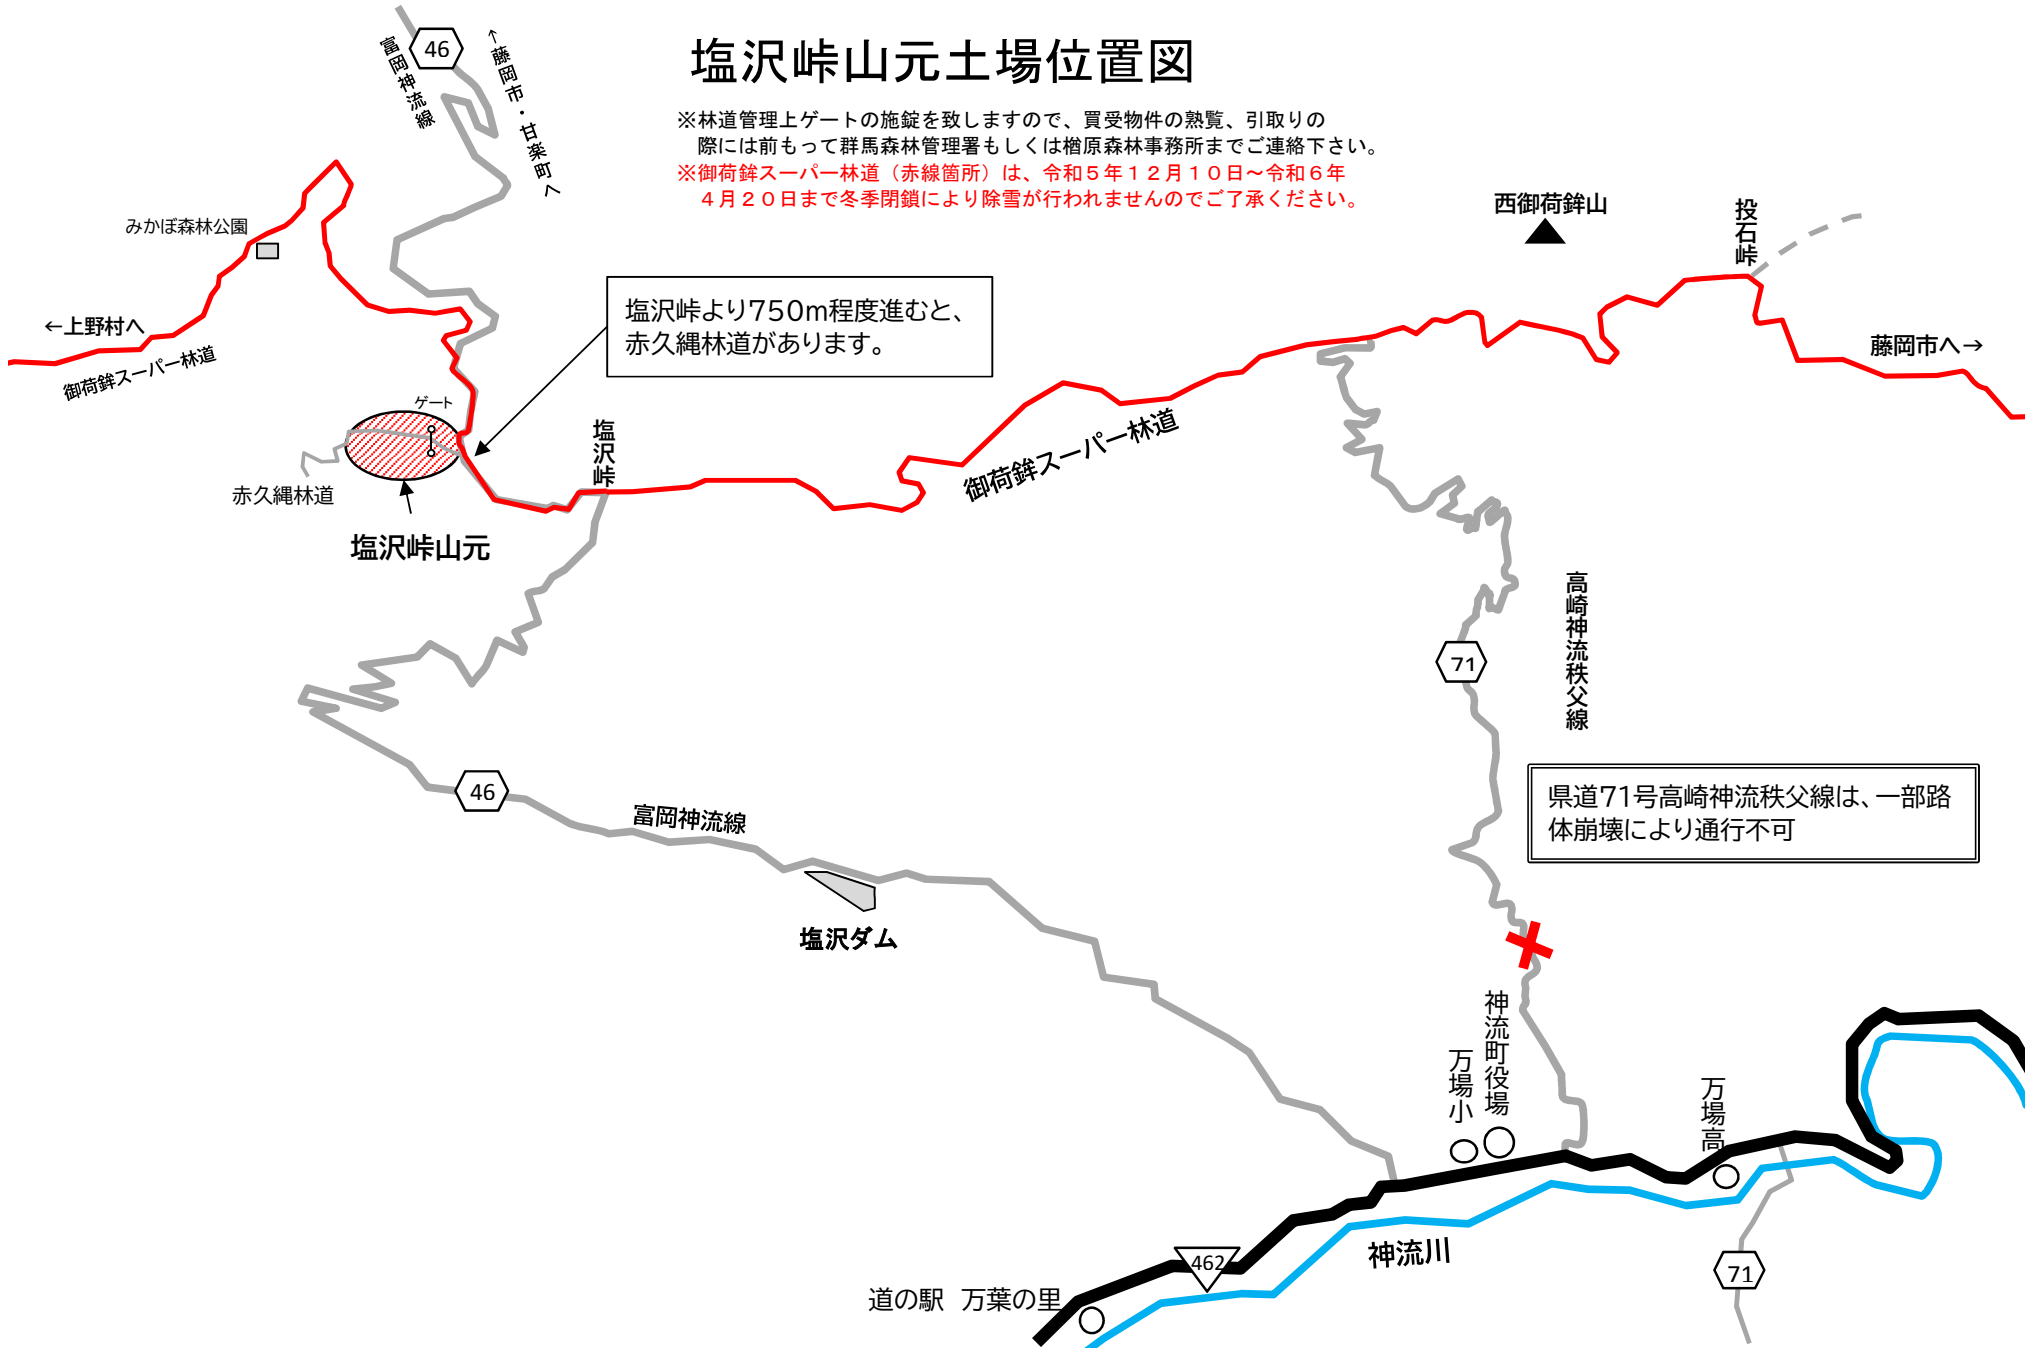 塩沢峠山元土場位置図
※林道管理上ゲートの施錠を致しますので、買受物件の熟覧、引取りの
際には前もって群馬森林管理署もしくは楢原森林事務所までご連絡下さい。
※御荷鉾スーパー林道（赤線箇所）は、令和５年１２月１０日～令和６年
４月２０日まで冬季閉鎖により除雪が行われませんのでご了承ください。
46
富岡神流線
←藤岡市・甘楽町へ
みかぼ森林公園
←上野村へ
御荷鉾スーパー林道
塩沢峠より750m程度進むと、
赤久縄林道があります。
西御荷鉾山
投石峠
藤岡市へ→
ゲート
塩沢峠
赤久縄林道
塩沢峠山元
御荷鉾スーパー林道
高崎神流秩父線
71
46
富岡神流線
県道71号高崎神流秩父線は、一部路
体崩壊により通行不可
塩沢ダム
神流町役場
万場小
万場高
神流川
462
71
道の駅　万葉の里